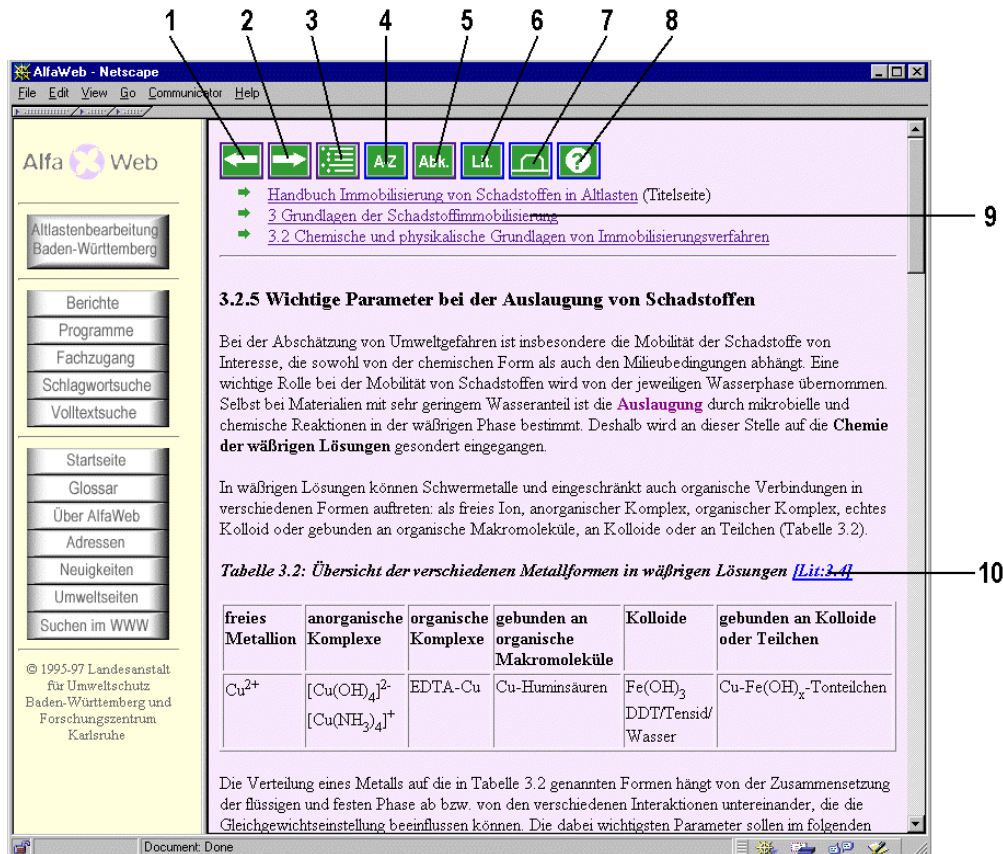 1 2 3 4 5 6 7 8
AlfaWeb - Netscape
File Edit View Go Communicator Help
Alfa X Web
Altlastenbearbeitung
Baden-Württemberg
Berichte
Programme
Fachzugang
Schlagwortsuche
Volltextsuche
Startseite
Glossar
Über AlfaWeb
Adressen
Neuigkeiten
Umweltseiten
Suchen im WWW
© 1995-97 Landesanstalt
für Umweltschutz
Baden-Württemberg und
Forschungszentrum
Karlsruhe
A-Z Abk. Lit. ?
Handbuch Immobilisierung von Schadstoffen in Altlasten (Titelseite)
3 Grundlagen der Schadstoffimmobilisierung
9
3.2 Chemische und physikalische Grundlagen von Immobilisierungsverfahren
3.2.5 Wichtige Parameter bei der Auslaugung von Schadstoffen
Bei der Abschätzung von Umweltgefahren ist insbesondere die Mobilität der Schadstoffe von
Interesse, die sowohl von der chemischen Form als auch den Milieubedingungen abhängt. Eine
wichtige Rolle bei der Mobilität von Schadstoffen wird von der jeweiligen Wasserphase übernommen.
Selbst bei Materialien mit sehr geringem Wasseranteil ist die Auslaugung durch mikrobielle und
chemische Reaktionen in der wäßrigen Phase bestimmt. Deshalb wird an dieser Stelle auf die Chemie
der wäßrigen Lösungen gesondert eingegangen.
In wäßrigen Lösungen können Schwermetalle und eingeschränkt auch organische Verbindungen in
verschiedenen Formen auftreten: als freies Ion, anorganischer Komplex, organischer Komplex, echtes
Kolloid oder gebunden an organische Makromoleküle, an Kolloide oder an Teilchen (Tabelle 3.2).
Tabelle 3.2: Übersicht der verschiedenen Metallformen in wäßrigen Lösungen [Lit:3.4]
10
freies Metallion
anorganische Komplexe
organische Komplexe
gebunden an organische Makromoleküle
Kolloide
gebunden an Kolloide oder Teilchen
Cu²⁺
[Cu(OH)₄]²⁻
[Cu(NH₃)₄]⁺
EDTA-Cu
Cu-Huminsäuren
Fe(OH)₃
DDT/Tensid/
Wasser
Cu-Fe(OH)ₓ-Tonteilchen
Die Verteilung eines Metalls auf die in Tabelle 3.2 genannten Formen hängt von der Zusammensetzung
der flüssigen und festen Phase ab bzw. von den verschiedenen Interaktionen untereinander, die die
Gleichgewichtseinstellung beeinflussen können. Die dabei wichtigsten Parameter sollen im folgenden
Document: Done